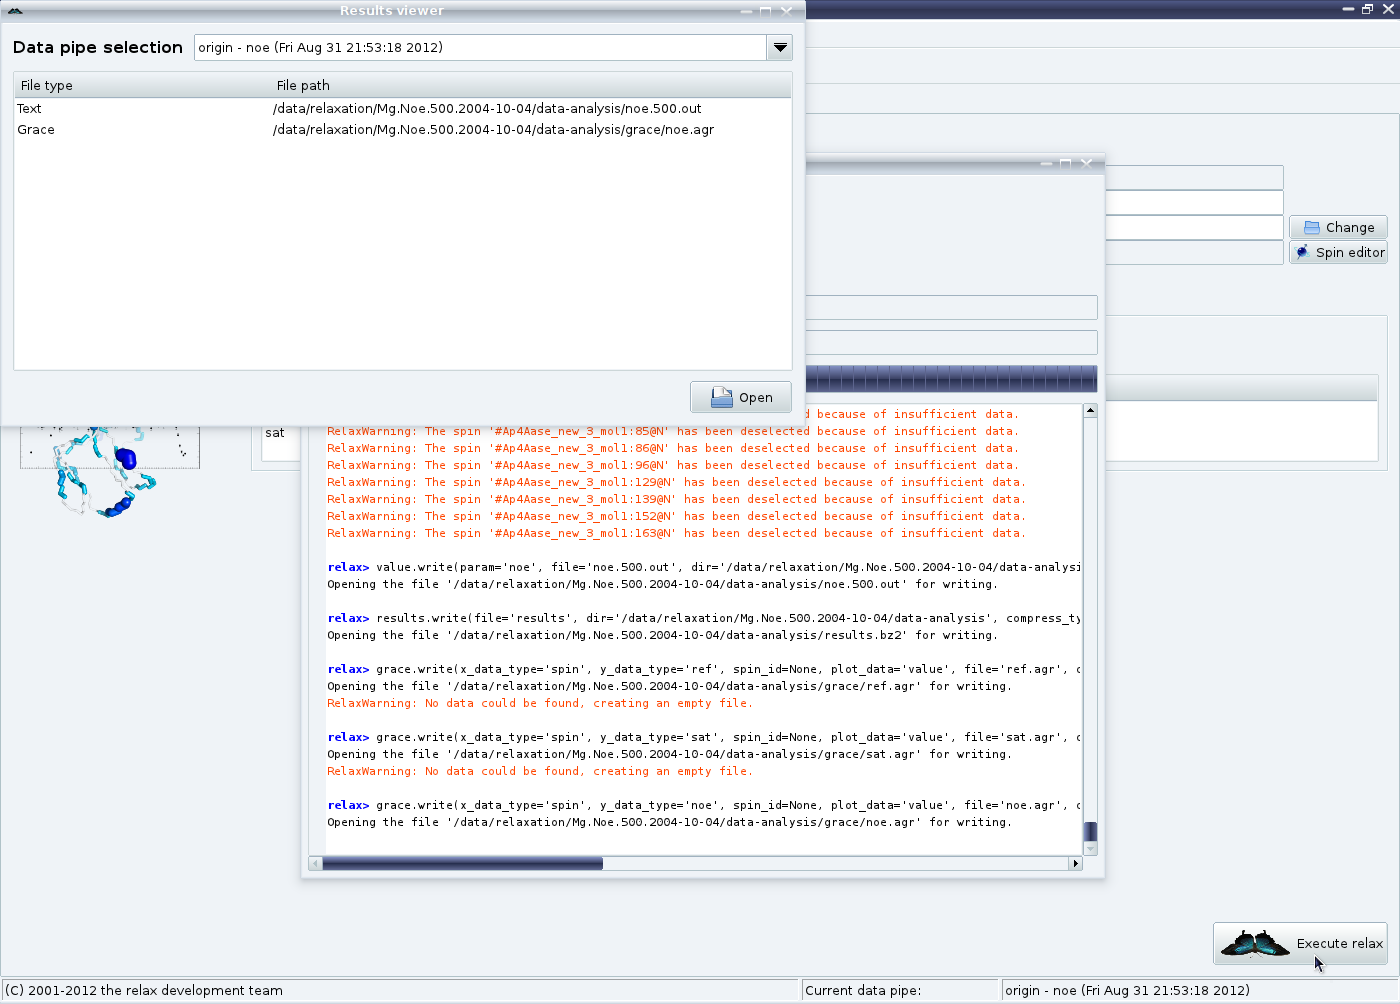 Results viewer
Data pipe selection
origin - noe (Fri Aug 31 21:53:18 2012)
File type File path
Text /data/relaxation/Mg.Noe.500.2004-10-04/data-analysis/noe.500.out
Grace /data/relaxation/Mg.Noe.500.2004-10-04/data-analysis/grace/noe.agr
Open
Change
Spin editor
sat
d because of insufficient data.
RelaxWarning: The spin '#Ap4Aase_new_3_mol1:85@N' has been deselected because of insufficient data.
RelaxWarning: The spin '#Ap4Aase_new_3_mol1:86@N' has been deselected because of insufficient data.
RelaxWarning: The spin '#Ap4Aase_new_3_mol1:96@N' has been deselected because of insufficient data.
RelaxWarning: The spin '#Ap4Aase_new_3_mol1:129@N' has been deselected because of insufficient data.
RelaxWarning: The spin '#Ap4Aase_new_3_mol1:139@N' has been deselected because of insufficient data.
RelaxWarning: The spin '#Ap4Aase_new_3_mol1:152@N' has been deselected because of insufficient data.
RelaxWarning: The spin '#Ap4Aase_new_3_mol1:163@N' has been deselected because of insufficient data.
relax> value.write(param='noe', file='noe.500.out', dir='/data/relaxation/Mg.Noe.500.2004-10-04/data-analysi
Opening the file '/data/relaxation/Mg.Noe.500.2004-10-04/data-analysis/noe.500.out' for writing.
relax> results.write(file='results', dir='/data/relaxation/Mg.Noe.500.2004-10-04/data-analysis', compress_ty
Opening the file '/data/relaxation/Mg.Noe.500.2004-10-04/data-analysis/results.bz2' for writing.
relax> grace.write(x_data_type='spin', y_data_type='ref', spin_id=None, plot_data='value', file='ref.agr',
Opening the file '/data/relaxation/Mg.Noe.500.2004-10-04/data-analysis/grace/ref.agr' for writing.
RelaxWarning: No data could be found, creating an empty file.
relax> grace.write(x_data_type='spin', y_data_type='sat', spin_id=None, plot_data='value', file='sat.agr',
Opening the file '/data/relaxation/Mg.Noe.500.2004-10-04/data-analysis/grace/sat.agr' for writing.
RelaxWarning: No data could be found, creating an empty file.
relax> grace.write(x_data_type='spin', y_data_type='noe', spin_id=None, plot_data='value', file='noe.agr',
Opening the file '/data/relaxation/Mg.Noe.500.2004-10-04/data-analysis/grace/noe.agr' for writing.
Execute relax
(C) 2001-2012 the relax development team
Current data pipe:
origin - noe (Fri Aug 31 21:53:18 2012)